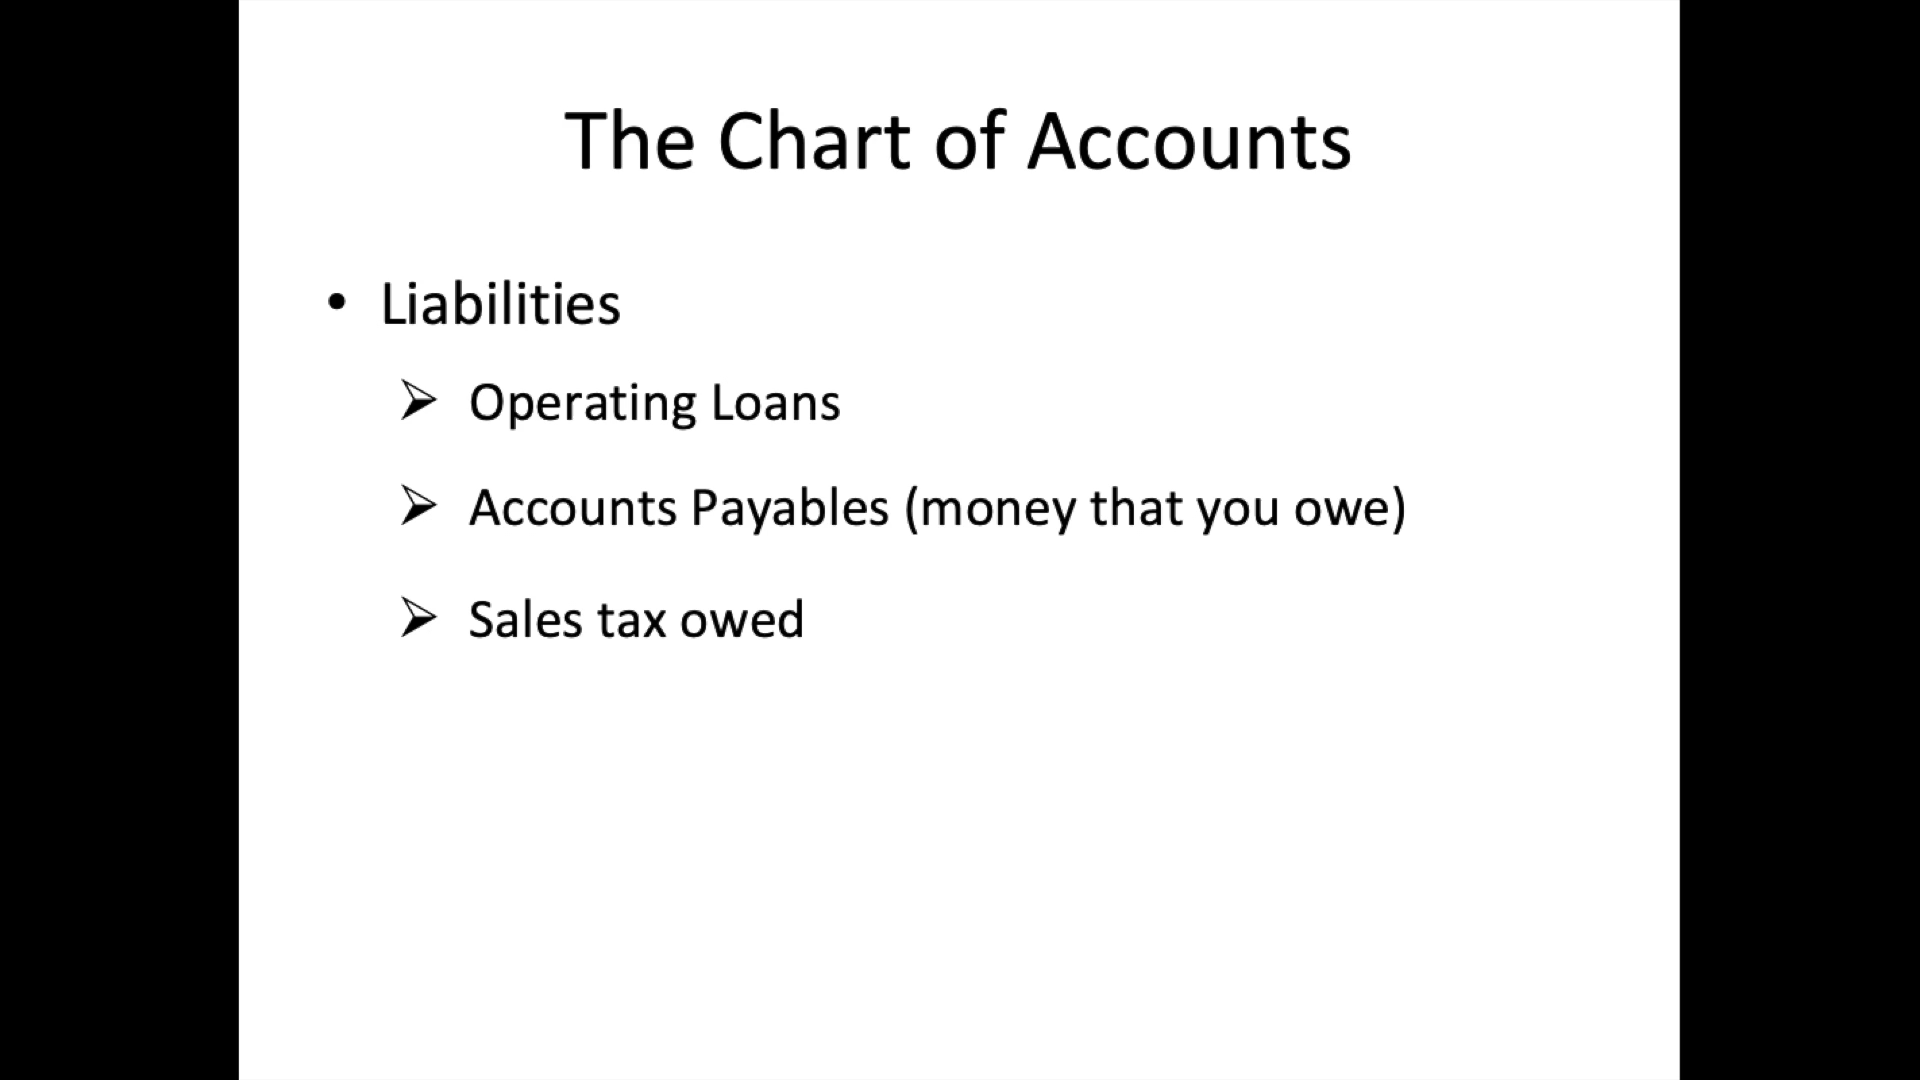 The Chart of Accounts
• Liabilities
➢ Operating Loans
➢ Accounts Payables (money that you owe)
➢ Sales tax owed